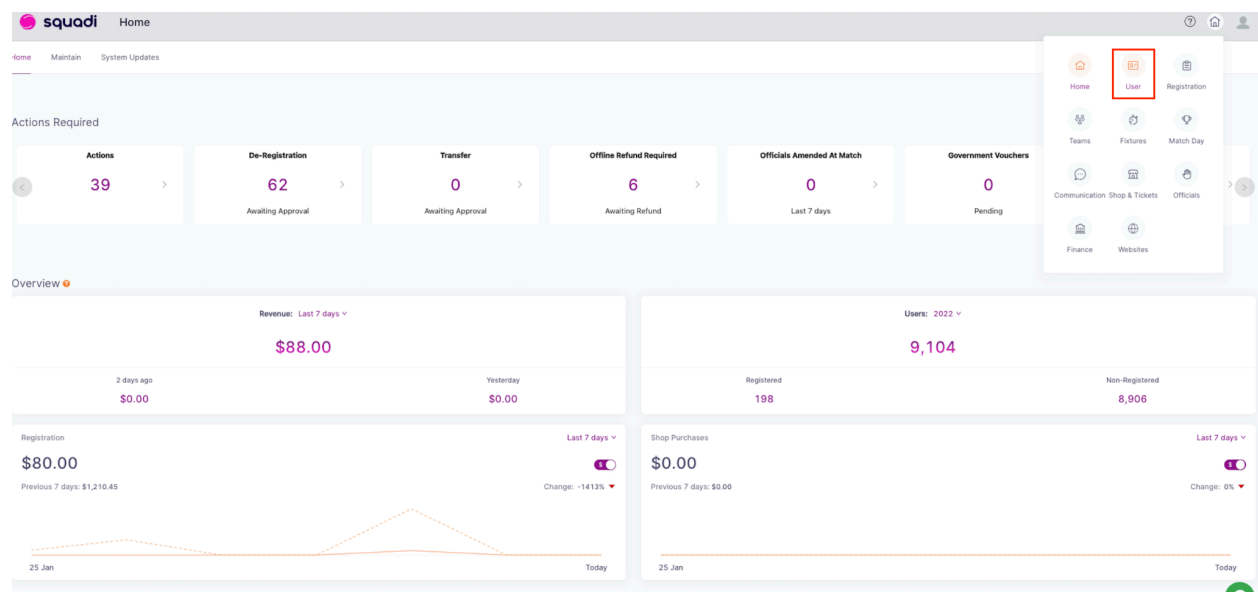 squadi Home
Home Maintain System Updates
Home User Registration
Teams Fixtures Match Day
Communication Shop & Tickets Officials
Finance Websites
Actions Required
Actions
39
De-Registration
62
Awaiting Approval
Transfer
0
Awaiting Approval
Offline Refund Required
6
Awaiting Refund
Officials Amended At Match
0
Last 7 days
Government Vouchers
0
Pending
Overview
Revenue: Last 7 days
$88.00
2 days ago
$0.00
Yesterday
$0.00
Users: 2022
9,104
Registered
198
Non-Registered
8,906
Registration
Last 7 days
$80.00
$
Previous 7 days: $1,210.45
Change: -1413%
25 Jan
Today
Shop Purchases
Last 7 days
$0.00
$
Previous 7 days: $0.00
Change: 0%
25 Jan
Today